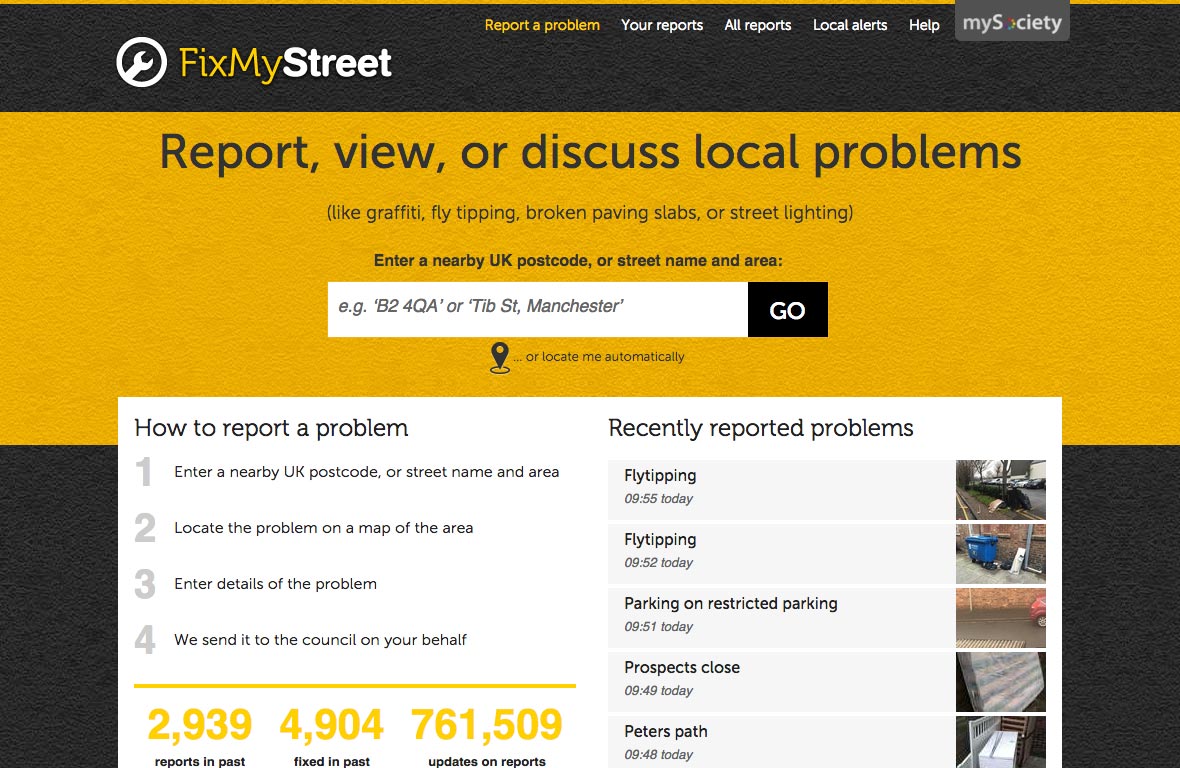 Report a problem Your reports All reports Local alerts Help mySociety
FixMyStreet
Report, view, or discuss local problems
(like graffiti, fly tipping, broken paving slabs, or street lighting)
Enter a nearby UK postcode, or street name and area:
e.g. ‘B2 4QA’ or ‘Tib St, Manchester’ GO
... or locate me automatically
How to report a problem
1 Enter a nearby UK postcode, or street name and area
2 Locate the problem on a map of the area
3 Enter details of the problem
4 We send it to the council on your behalf
2,939 4,904 761,509
reports in past fixed in past updates on reports
Recently reported problems
Flytipping
09:55 today
Flytipping
09:52 today
Parking on restricted parking
09:51 today
Prospects close
09:49 today
Peters path
09:48 today